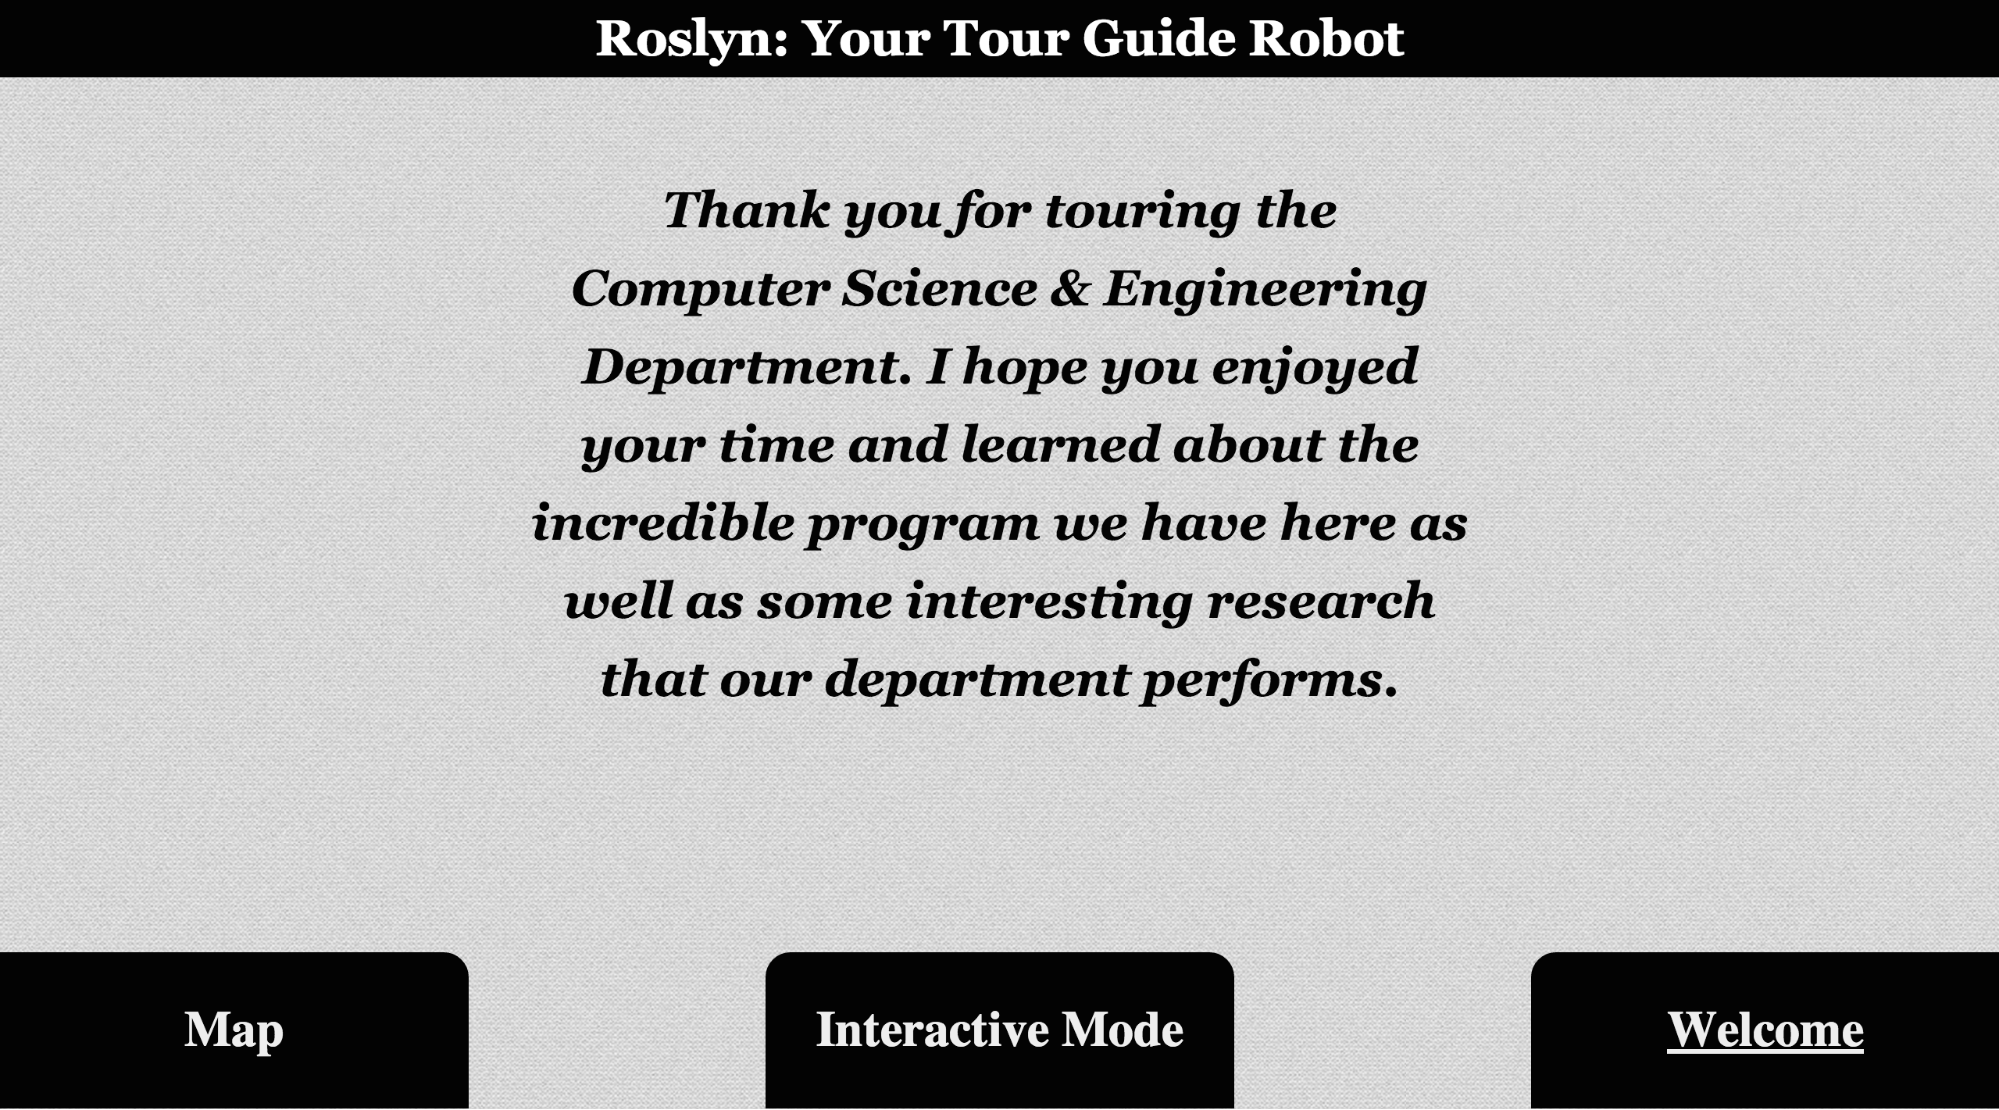 Roslyn: Your Tour Guide Robot
Thank you for touring the
Computer Science & Engineering
Department. I hope you enjoyed
your time and learned about the
incredible program we have here as
well as some interesting research
that our department performs.
Map
Interactive Mode
Welcome